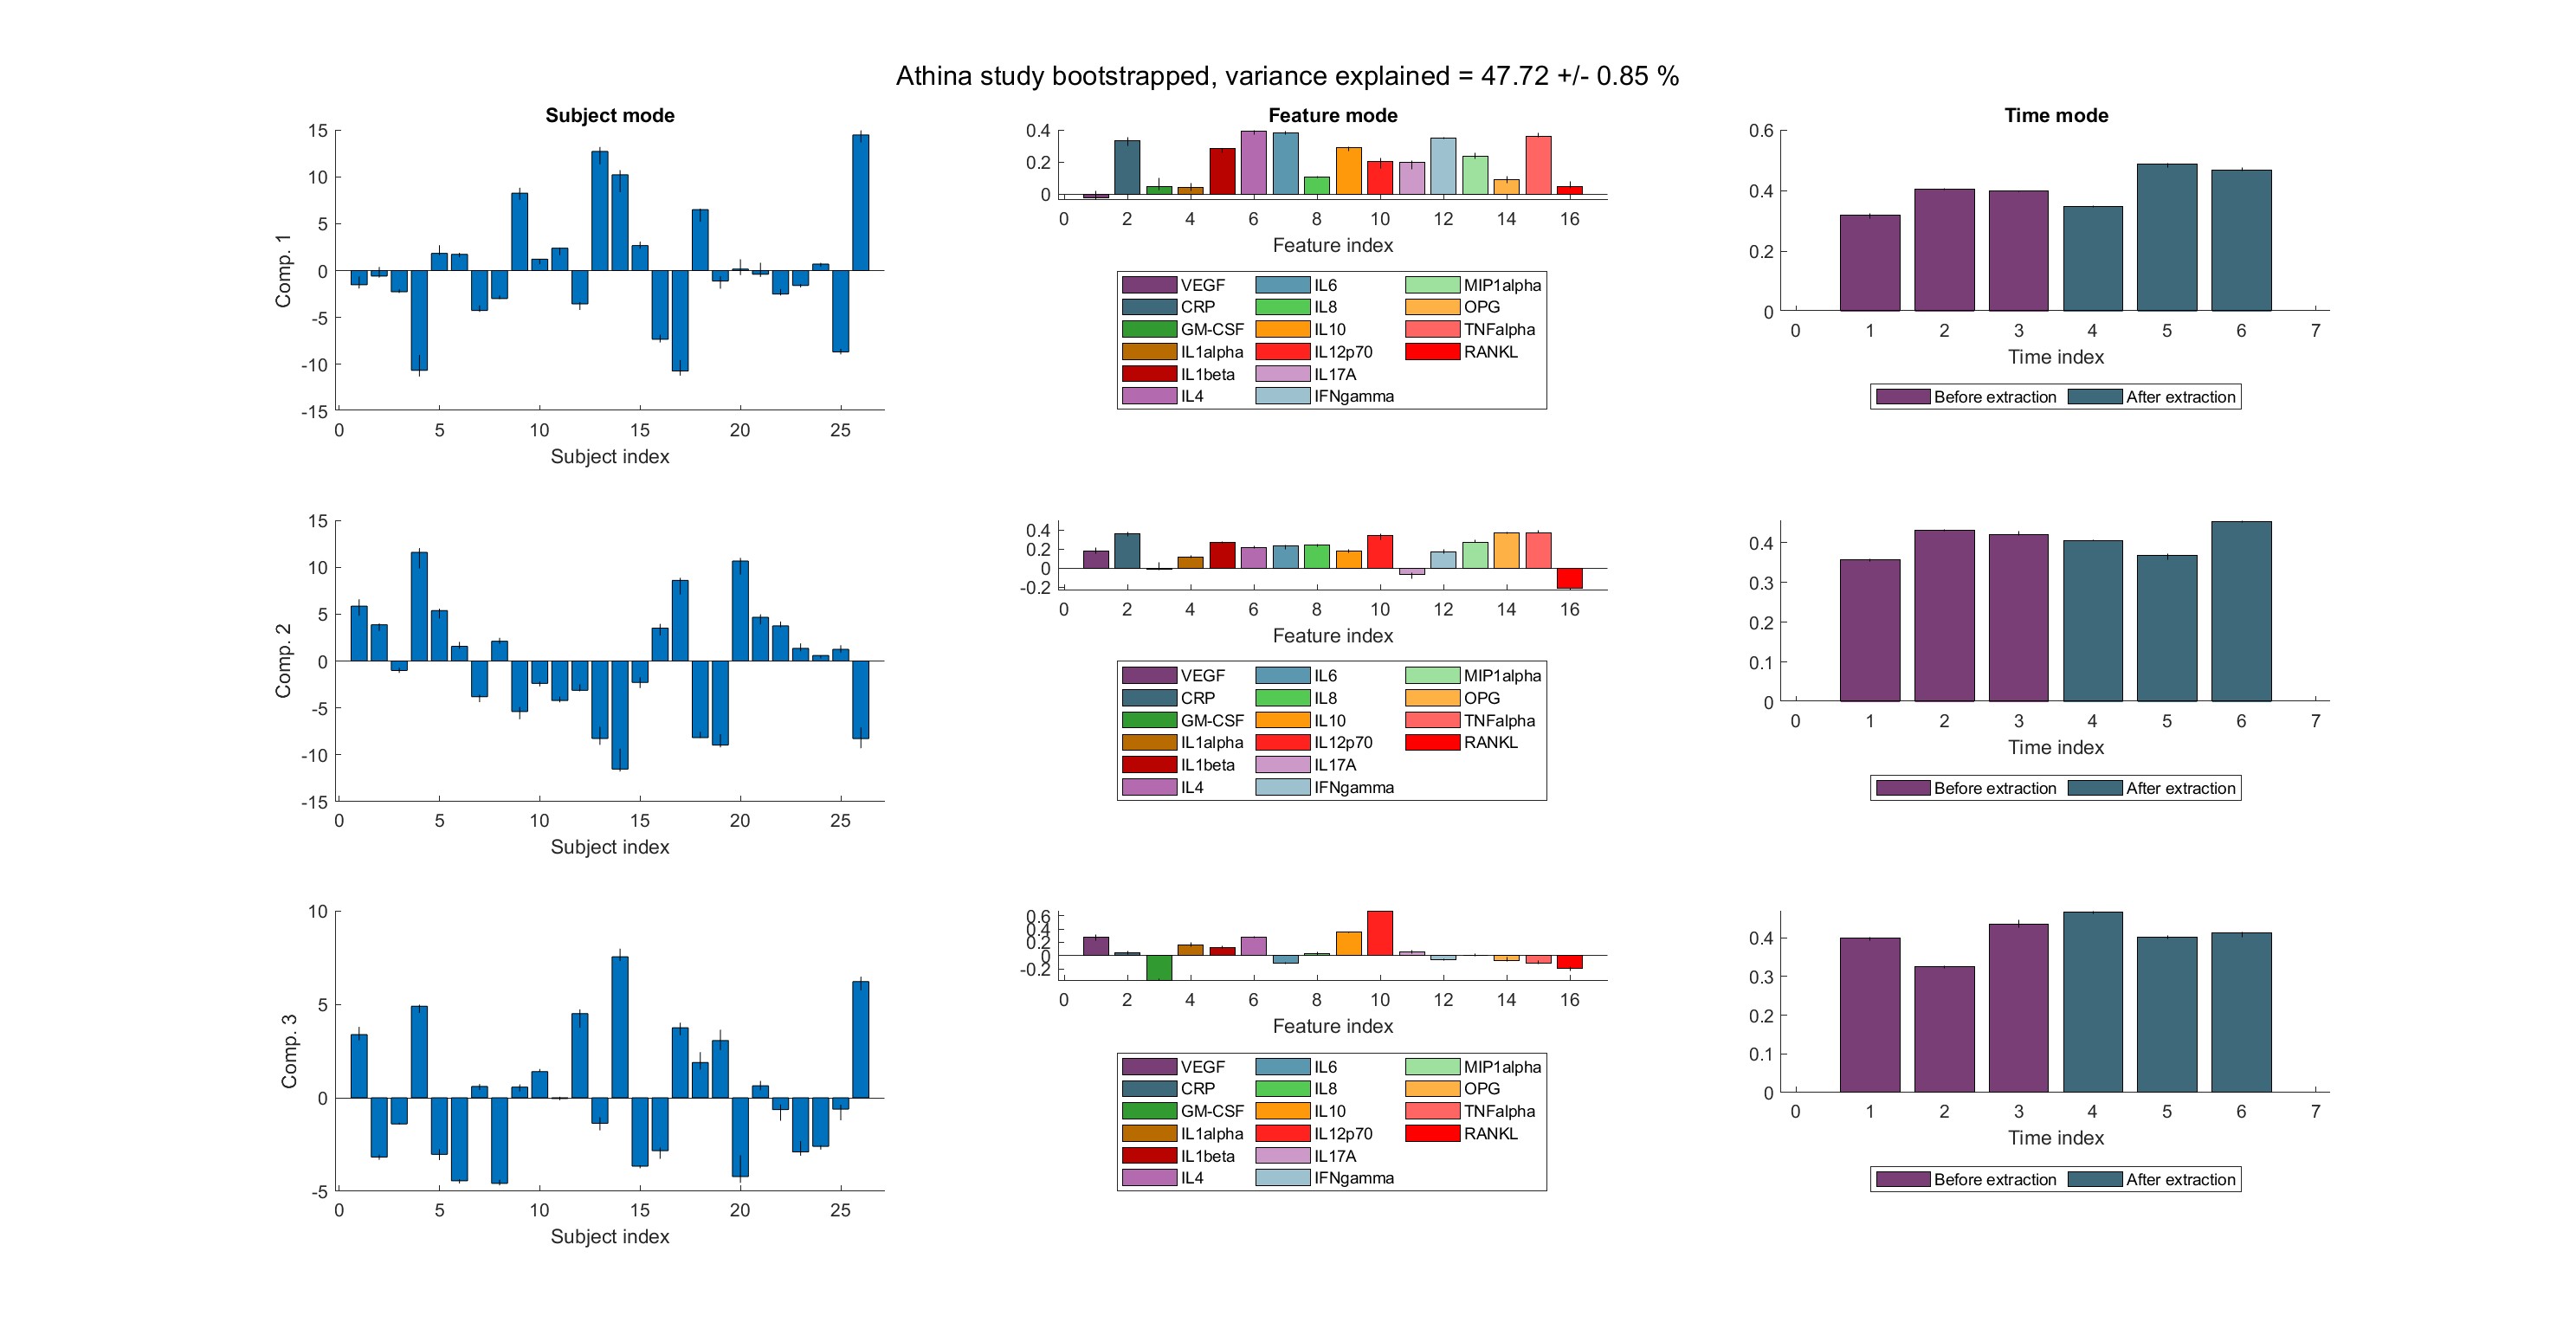 Athina study bootstrapped, variance explained = 47.72 +/- 0.85 %
Subject mode
Feature mode
Time mode
15
10
5
0
-5
-10
-15
Comp. 1
0 5 10 15 20 25
Subject index
0.4
0.2
0
0 2 4 6 8 10 12 14 16
Feature index
VEGF IL6 MIP1alpha
CRP IL8 OPG
GM-CSF IL10 TNFalpha
IL1alpha IL12p70 RANKL
IL1beta IL17A
IL4 IFNgamma
0.6
0.4
0.2
0
0 1 2 3 4 5 6 7
Time index
Before extraction After extraction
15
10
5
0
-5
-10
-15
Comp. 2
0 5 10 15 20 25
Subject index
0.4
0.2
0
-0.2
0 2 4 6 8 10 12 14 16
Feature index
VEGF IL6 MIP1alpha
CRP IL8 OPG
GM-CSF IL10 TNFalpha
IL1alpha IL12p70 RANKL
IL1beta IL17A
IL4 IFNgamma
0.4
0.3
0.2
0.1
0
0 1 2 3 4 5 6 7
Time index
Before extraction After extraction
10
5
0
-5
Comp. 3
0 5 10 15 20 25
Subject index
0.6
0.4
0.2
0
-0.2
0 2 4 6 8 10 12 14 16
Feature index
VEGF IL6 MIP1alpha
CRP IL8 OPG
GM-CSF IL10 TNFalpha
IL1alpha IL12p70 RANKL
IL1beta IL17A
IL4 IFNgamma
0.4
0.3
0.2
0.1
0
0 1 2 3 4 5 6 7
Time index
Before extraction After extraction